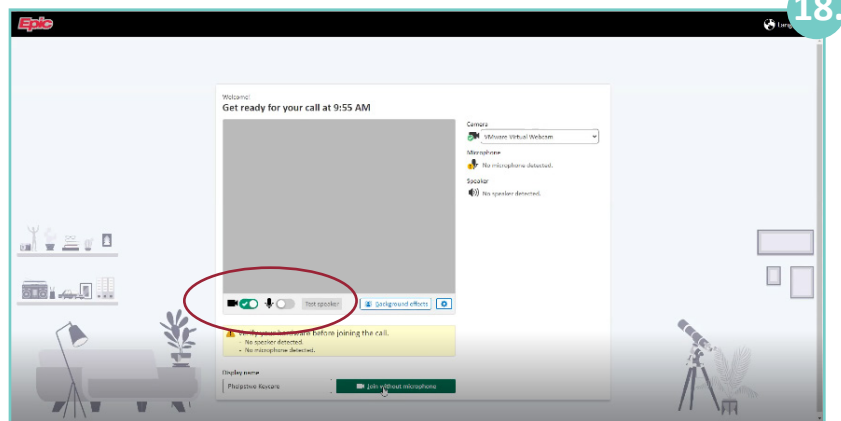 18.
Epic
Welcome!
Get ready for your call at 9:55 AM
Camera
VMware Virtual Webcam
Microphone
No microphone detected.
Speaker
No speaker detected.
Test speaker
Background effects
Verify your hardware before joining the call.
- No speaker detected.
- No microphone detected.
Display name
Keycare
Join without microphone